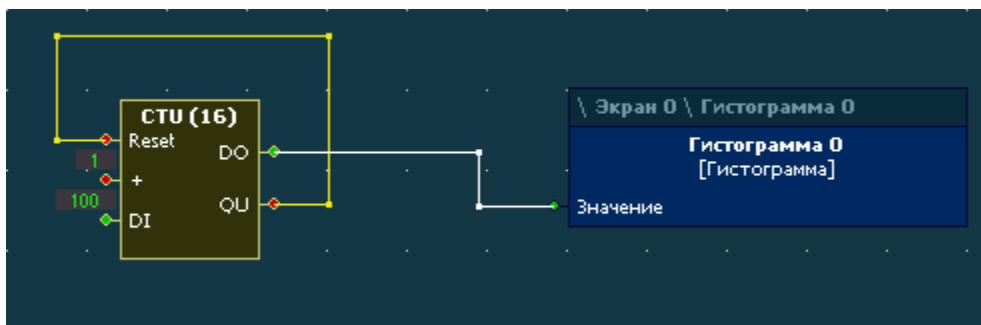 CTU (16)
Reset
DO
1
+
100
QU
DI
\ Экран 0 \ Гистограмма 0
Гистограмма 0
[Гистограмма]
Значение